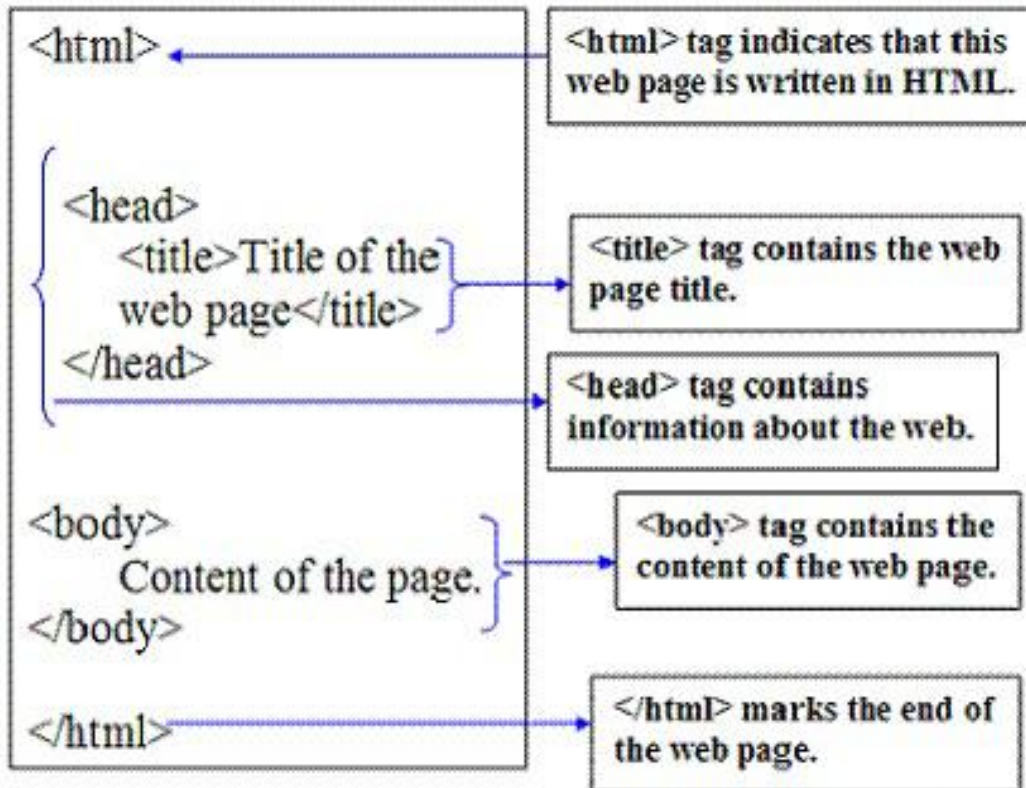 <html>
<html> tag indicates that this
web page is written in HTML.
<head>
<title>Title of the
web page</title>
</head>
<title> tag contains the web
page title.
<head> tag contains
information about the web.
<body>
Content of the page.
</body>
<body> tag contains the
content of the web page.
</html>
</html> marks the end of
the web page.